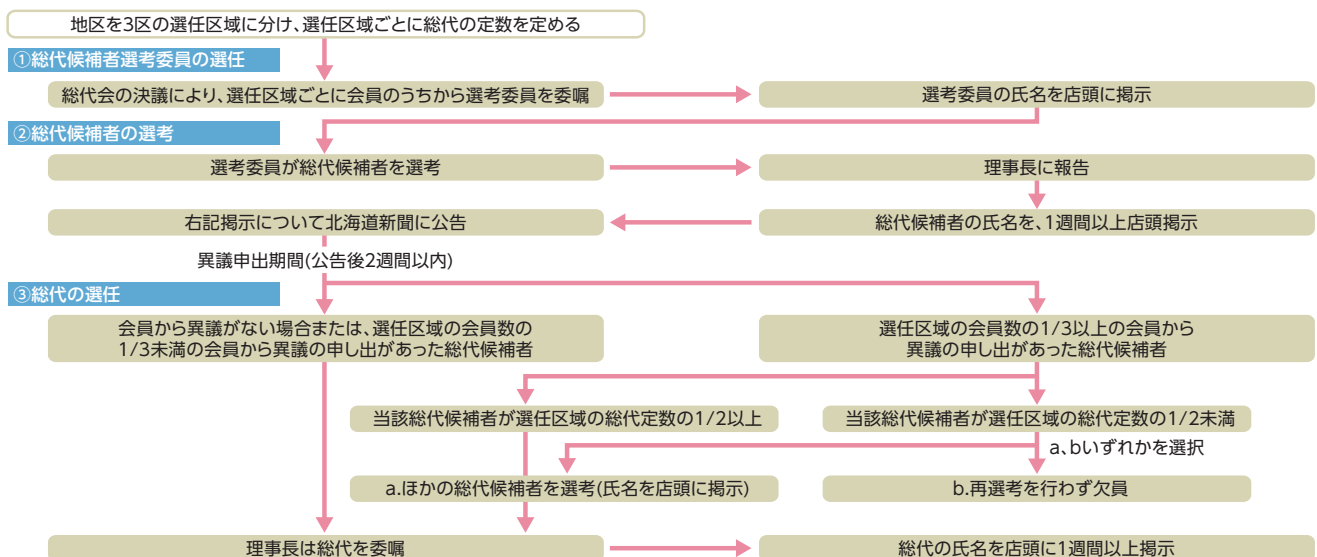 地区を3区の選任区域に分け、選任区域ごとに総代の定数を定める
①総代候補者選考委員の選任
総代会の決議により、選任区域ごとに会員のうちから選考委員を委嘱
選考委員の氏名を店頭に掲示
②総代候補者の選考
選考委員が総代候補者を選考
理事長に報告
右記掲示について北海道新聞に公告
総代候補者の氏名を、1週間以上店頭掲示
異議申出期間(公告後2週間以内)
③総代の選任
会員から異議がない場合または、選任区域の会員数の
1/3未満の会員から異議の申し出があった総代候補者
選任区域の会員数の1/3以上の会員から
異議の申し出があった総代候補者
当該総代候補者が選任区域の総代定数の1/2以上
当該総代候補者が選任区域の総代定数の1/2未満
a、bいずれかを選択
a.ほかの総代候補者を選考(氏名を店頭に掲示)
b.再選考を行わず欠員
理事長は総代を委嘱
総代の氏名を店頭に1週間以上掲示